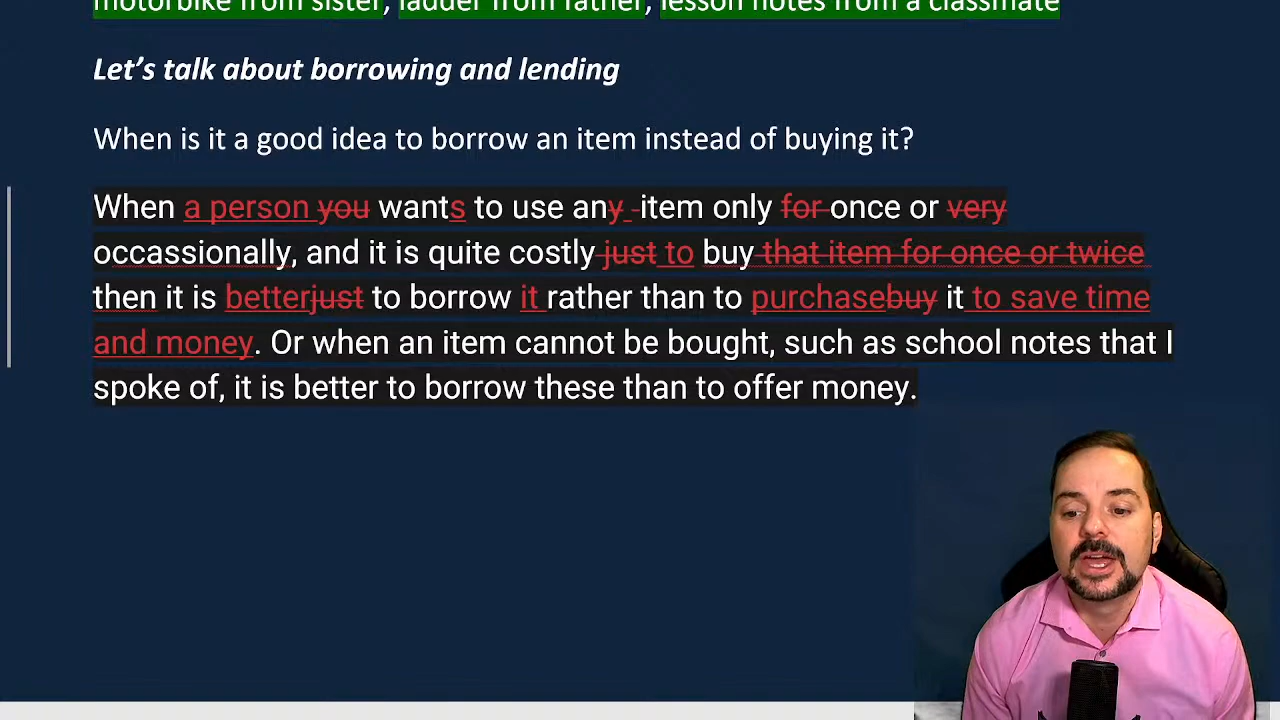 motorbike from sister, ladder from father, lesson notes from a classmate
Let's talk about borrowing and lending
When is it a good idea to borrow an item instead of buying it?
When a person you wants to use any item only for once or very
occassionally, and it is quite costly just to buy that item for once or twice
then it is betterjust to borrow it rather than to purchasebuy it to save time
and money. Or when an item cannot be bought, such as school notes that I
spoke of, it is better to borrow these than to offer money.